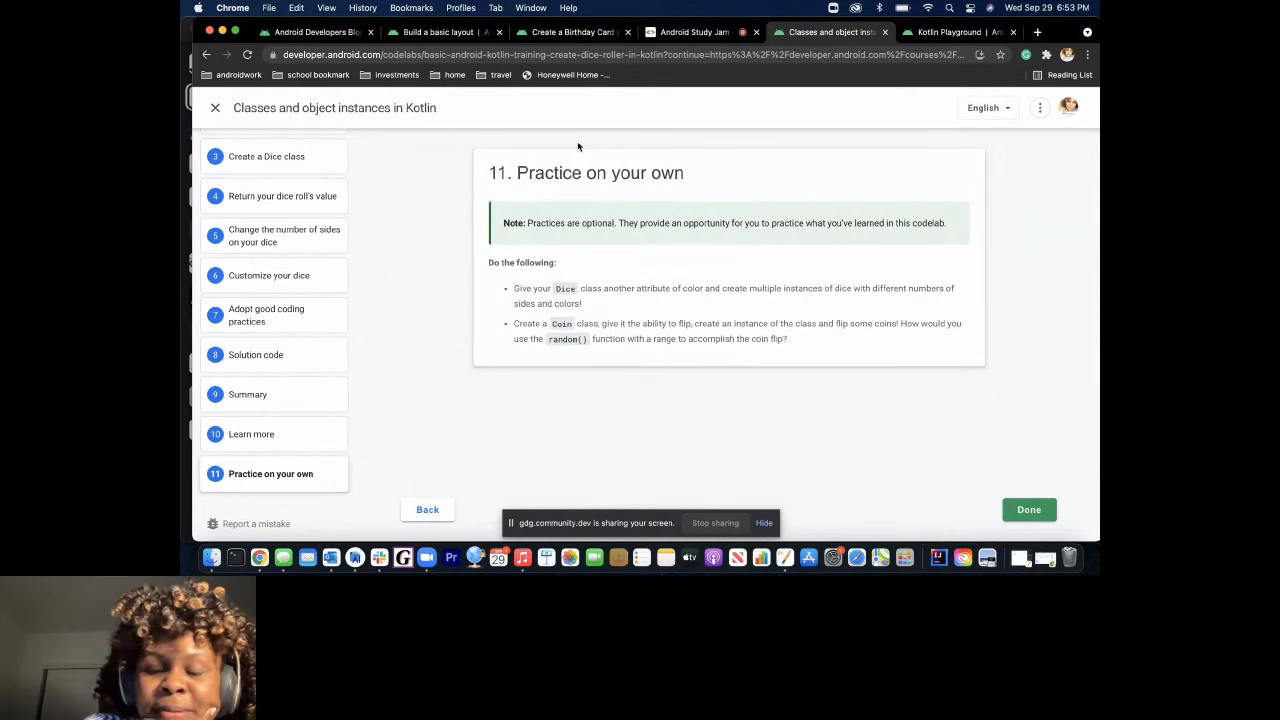 Chrome File Edit View History Bookmarks Profiles Tab Window Help Wed Sep 29 6:53 PM
Android Developers Blo Build a basic layout | A Create a Birthday Card a Android Study Jam Classes and object insta Kotlin Playground | And
developer.android.com/codelabs/basic-android-kotlin-training-create-dice-roller-in-kotlin?continue=https%3A%2F%2Fdeveloper.android.com%2Fcourses%2F...
androidwork school bookmark investments home travel Honeywell Home -... Reading List
Classes and object instances in Kotlin English
3 Create a Dice class
4 Return your dice roll's value
5 Change the number of sides
on your dice
6 Customize your dice
7 Adopt good coding
practices
8 Solution code
9 Summary
10 Learn more
11 Practice on your own
Report a mistake
11. Practice on your own
Note: Practices are optional. They provide an opportunity for you to practice what you've learned in this codelab.
Do the following:
• Give your Dice class another attribute of color and create multiple instances of dice with different numbers of
sides and colors!
• Create a Coin class, give it the ability to flip, create an instance of the class and flip some coins! How would you
use the random() function with a range to accomplish the coin flip?
Back Done
gdg.community.dev is sharing your screen. Stop sharing Hide